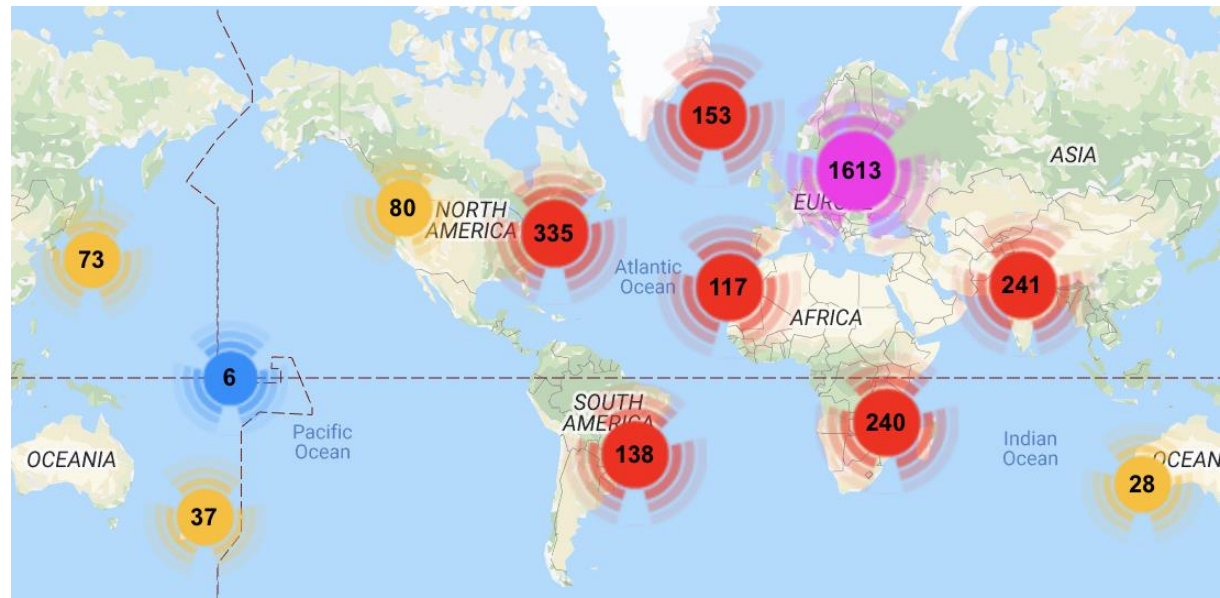 153
1613
ASIA
EUROPE
80
NORTH
AMERICA
335
73
Atlantic
Ocean
117
241
AFRICA
6
SOUTH
AMERICA
138
240
Pacific
Ocean
Indian
Ocean
OCEANIA
OCEAN
28
37